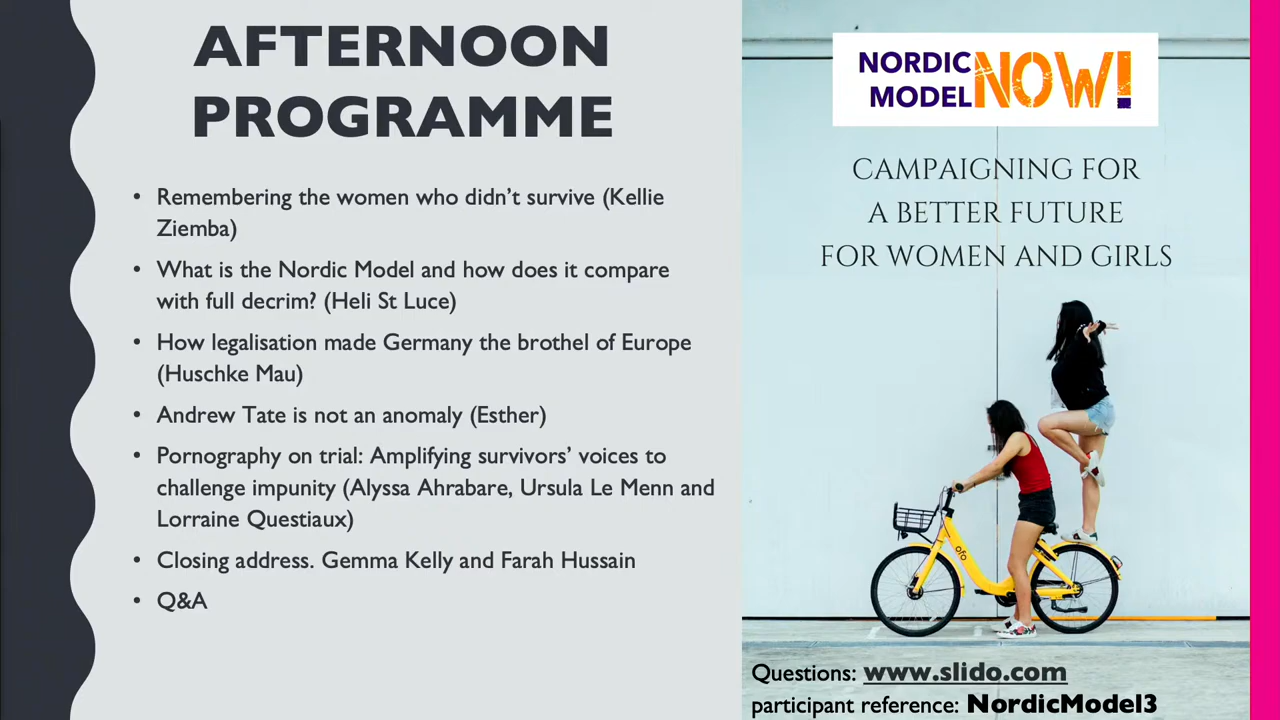 AFTERNOON
PROGRAMME
• Remembering the women who didn’t survive (Kellie
Ziemba)
• What is the Nordic Model and how does it compare
with full decrim? (Heli St Luce)
• How legalisation made Germany the brothel of Europe
(Huschke Mau)
• Andrew Tate is not an anomaly (Esther)
• Pornography on trial: Amplifying survivors’ voices to
challenge impunity (Alyssa Ahrabare, Ursula Le Menn and
Lorraine Questiaux)
• Closing address. Gemma Kelly and Farah Hussain
• Q&A
NORDIC
MODEL NOW!
CAMPAIGNING FOR
A BETTER FUTURE
FOR WOMEN AND GIRLS
ofo
Questions: www.slido.com
participant reference: NordicModel3